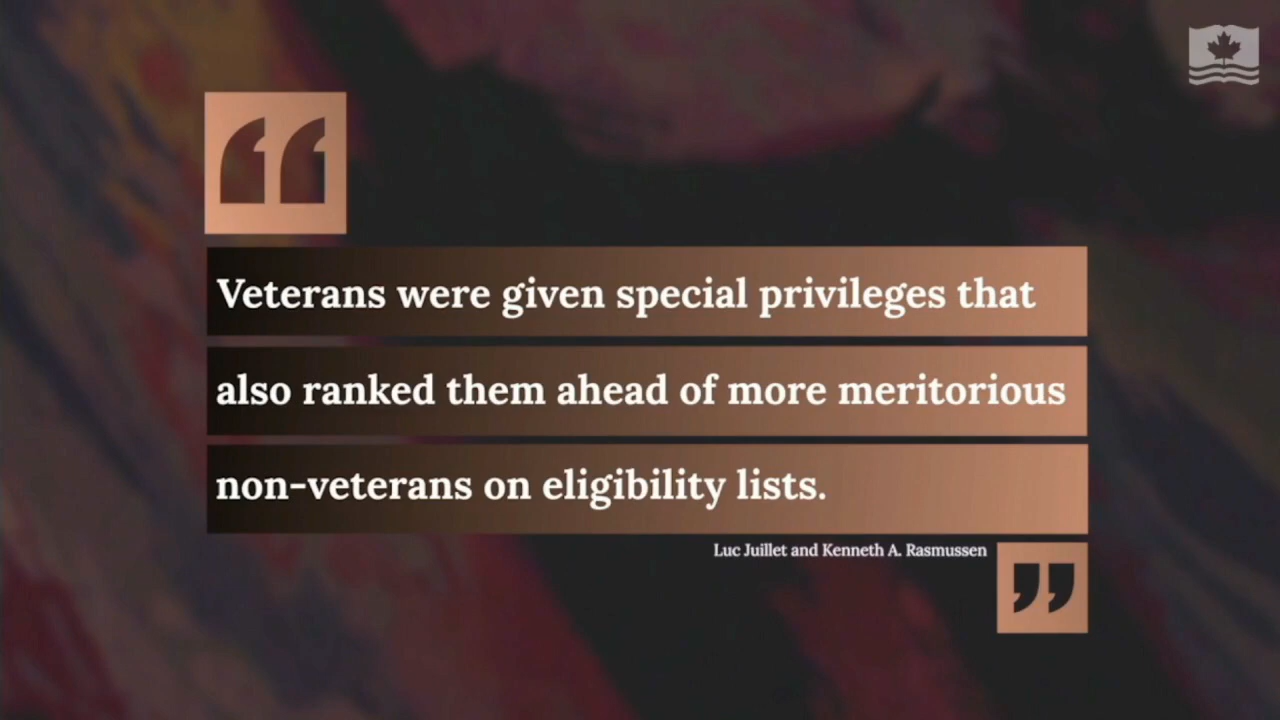 “
Veterans were given special privileges that
also ranked them ahead of more meritorious
non-veterans on eligibility lists.
Luc Juillet and Kenneth A. Rasmussen
”